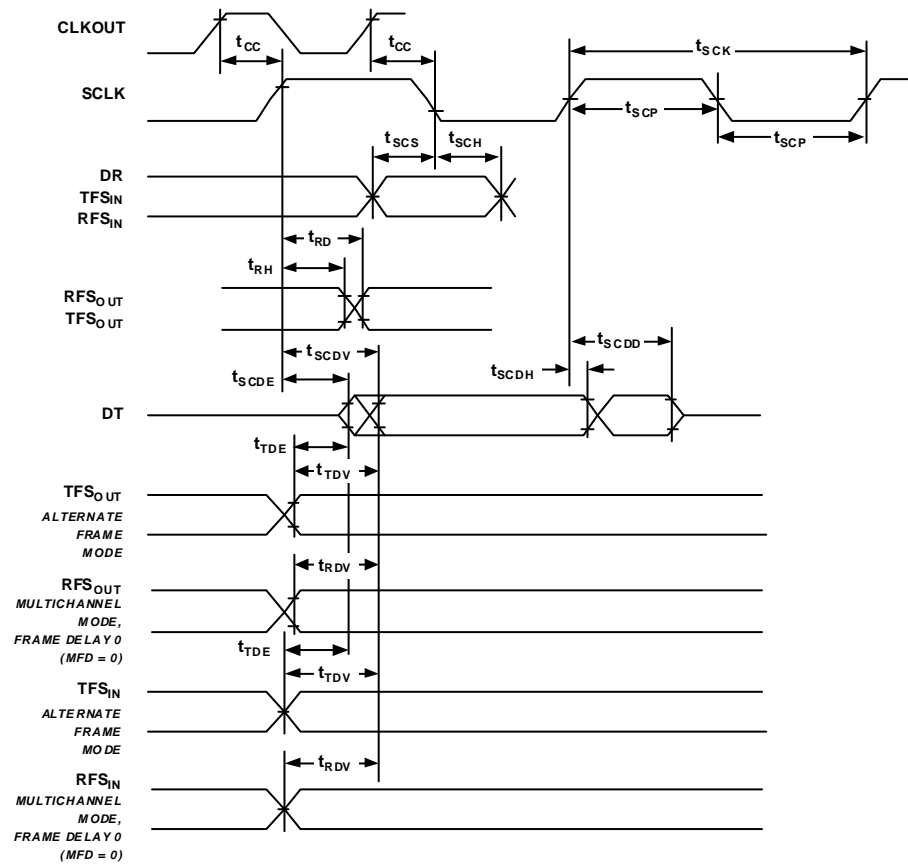 CLKOUT
tCC
tCC
tSCK
SCLK
tSCP
tSCP
tSCS
tSCH
DR
TFSIN
RFSIN
tRD
tRH
RFSOUT
TFSOUT
tSCDV
tSCDD
tSCDE
tSCDH
DT
tTDE
tTDV
TFSOUT
ALTERNATE
FRAME
MODE
tRDV
RFSOUT
MULTICHANNEL
MODE,
FRAME DELAY 0
(MFD = 0)
tTDE
tTDV
TFSIN
ALTERNATE
FRAME
MODE
tRDV
RFSIN
MULTICHANNEL
MODE,
FRAME DELAY 0
(MFD = 0)